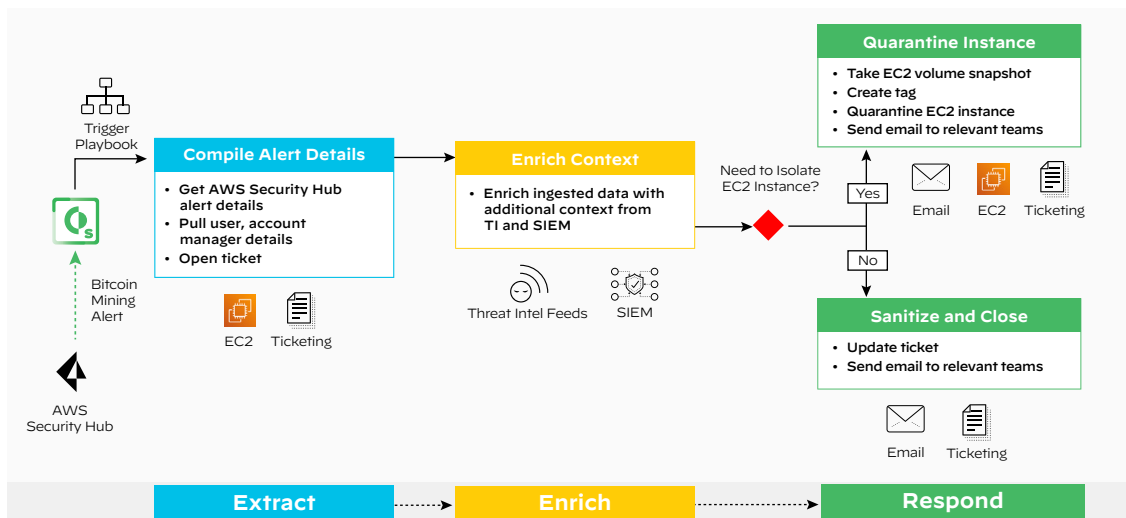 Trigger
Playbook
S
Bitcoin
Mining
Alert
AWS
Security Hub
Compile Alert Details
• Get AWS Security Hub
alert details
• Pull user, account
manager details
• Open ticket
EC2
Ticketing
Enrich Context
• Enrich ingested data with
additional context from
TI and SIEM
Threat Intel Feeds
SIEM
Need to Isolate
EC2 Instance?
Yes
No
Quarantine Instance
• Take EC2 volume snapshot
• Create tag
• Quarantine EC2 instance
• Send email to relevant teams
Email
EC2
Ticketing
Sanitize and Close
• Update ticket
• Send email to relevant teams
Email
Ticketing
Extract
Enrich
Respond